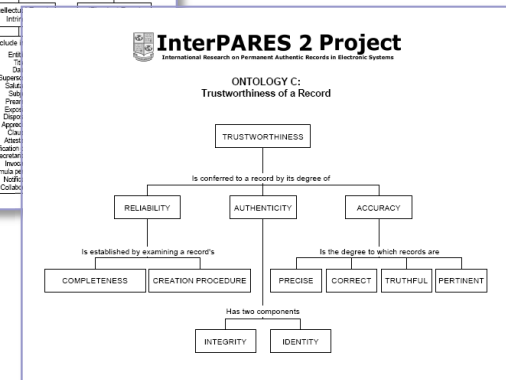 InterPARES 2 Project
International Research on Permanent Authentic Records in Electronic Systems
ONTOLOGY C:
Trustworthiness of a Record
TRUSTWORTHINESS
Is conferred to a record by its degree of
RELIABILITY AUTHENTICITY ACCURACY
Is established by examining a record's Is the degree to which records are
COMPLETENESS CREATION PROCEDURE PRECISE CORRECT TRUTHFUL PERTINENT
Has two components
INTEGRITY IDENTITY